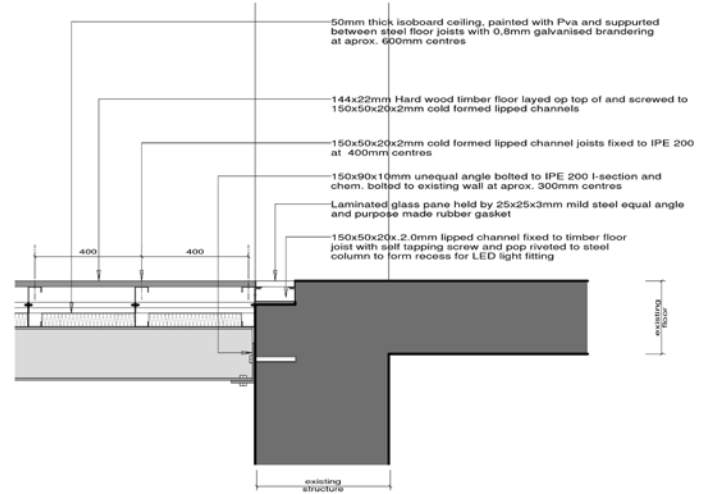 50mm thick isoboard ceiling, painted with Pva and suppurted
between steel floor joists with 0,8mm galvanised brandering
at aprox. 600mm centres
144x22mm Hard wood timber floor layed op top of and screwed to
150x50x20x2mm cold formed lipped channels
150x50x20x2mm cold formed lipped channel joists fixed to IPE 200
at 400mm centres
150x90x10mm unequal angle bolted to IPE 200 I-section and
chem. bolted to existing wall at aprox. 300mm centres
Laminated glass pane held by 25x25x3mm mild steel equal angle
and purpose made rubber gasket
150x50x20x.2.0mm lipped channel fixed to timber floor
joist with self tapping screw and pop riveted to steel
column to form recess for LED light fitting
400
400
existing
floor
existing
structure